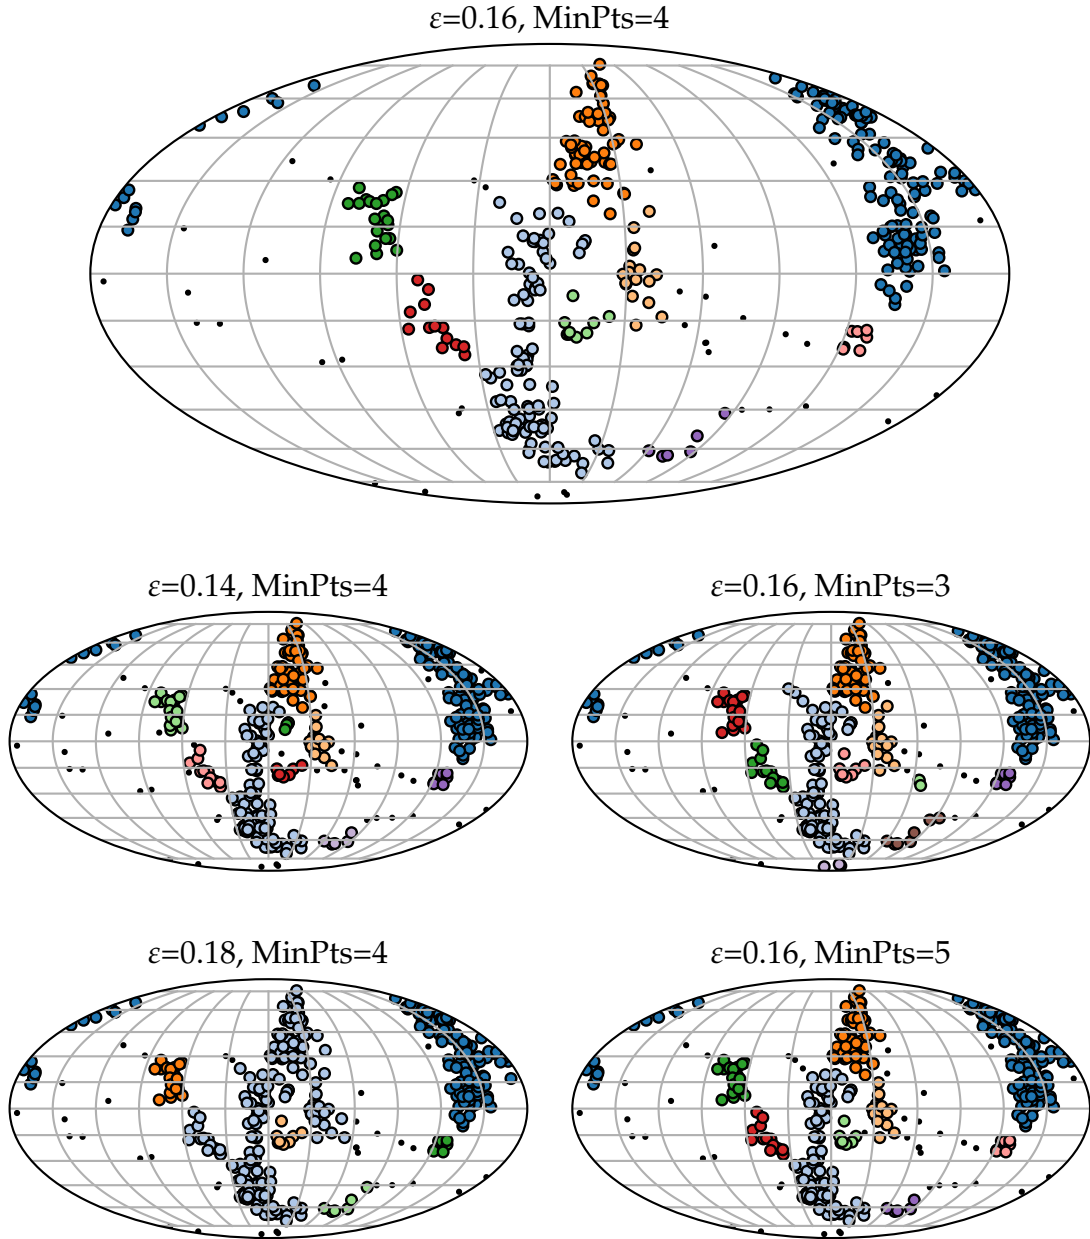 ε=0.16, MinPts=4
ε=0.14, MinPts=4
ε=0.16, MinPts=3
ε=0.18, MinPts=4
ε=0.16, MinPts=5